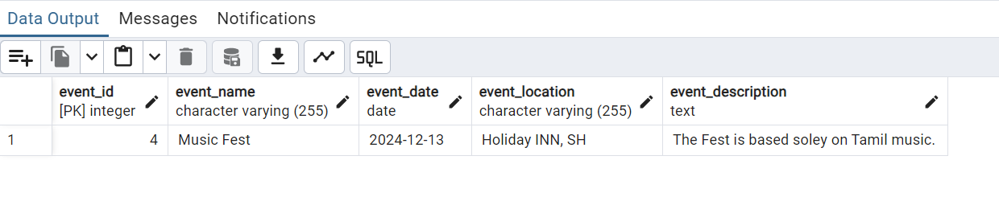 Data Output Messages Notifications
SQL
event_id event_name event_date event_location event_description
[PK] integer character varying (255) date character varying (255) text
1 4 Music Fest 2024-12-13 Holiday INN, SH The Fest is based soley on Tamil music.